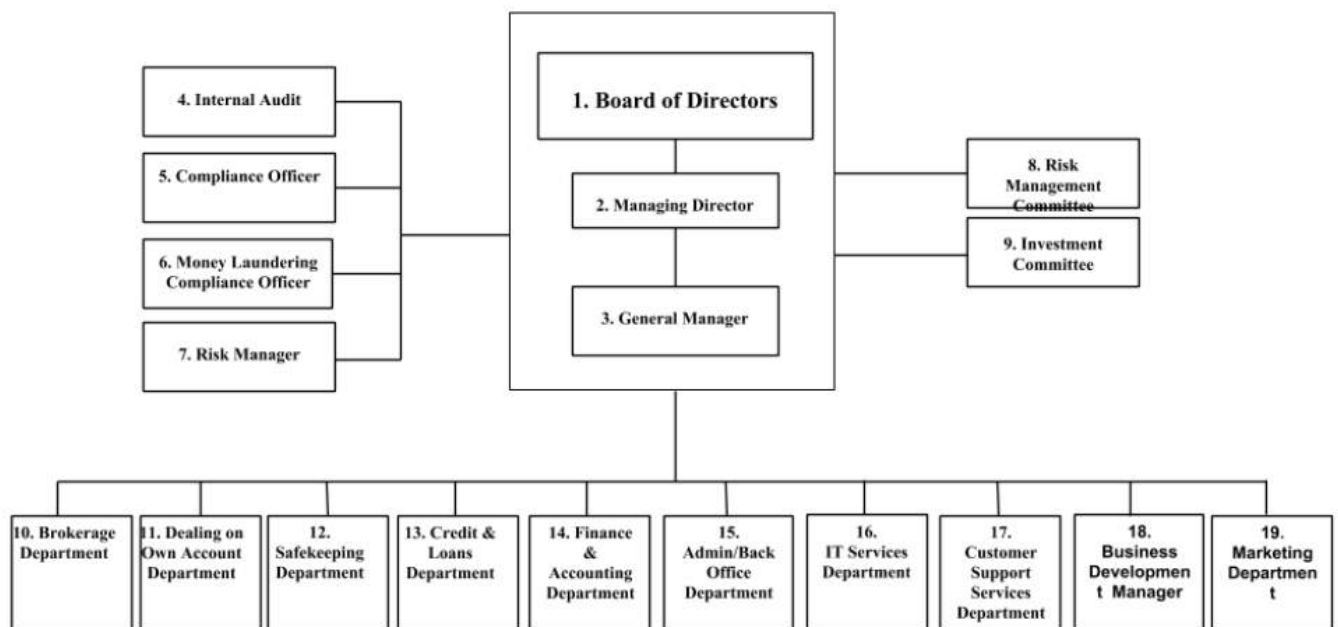 1. Board of Directors
2. Managing Director
3. General Manager
4. Internal Audit
5. Compliance Officer
6. Money Laundering
Compliance Officer
7. Risk Manager
8. Risk
Management
Committee
9. Investment
Committee
10. Brokerage
Department
11. Dealing on
Own Account
Department
12.
Safekeeping
Department
13. Credit &
Loans
Department
14. Finance
&
Accounting
Department
15.
Admin/Back
Office
Department
16.
IT Services
Department
17.
Customer
Support
Services
Department
18.
Business
Developmen
t Manager
19.
Marketing
Departmen
t